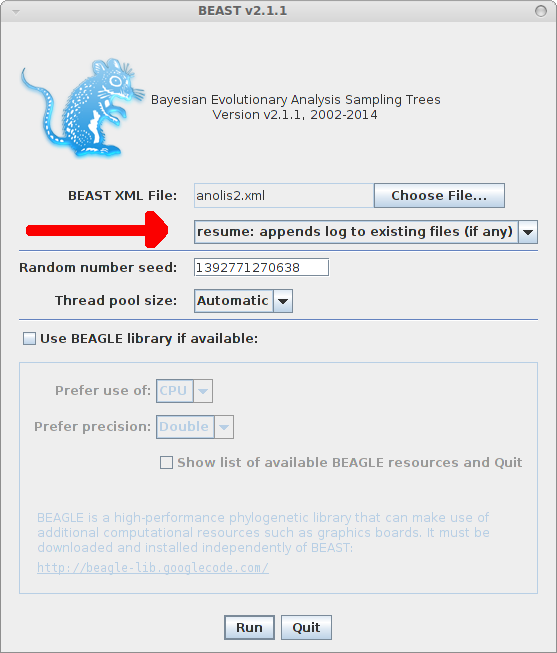 BEAST v2.1.1
Bayesian Evolutionary Analysis Sampling Trees
Version v2.1.1, 2002-2014
BEAST XML File: anolis2.xml Choose File...
resume: appends log to existing files (if any)
Random number seed: 1392771270638
Thread pool size: Automatic
Use BEAGLE library if available:
Prefer use of: CPU
Prefer precision: Double
Show list of available BEAGLE resources and Quit
BEAGLE is a high-performance phylogenetic library that can make use of
additional computational resources such as graphics boards. It must be
downloaded and installed independently of BEAST:
http://beagle-lib.googlecode.com/
Run Quit